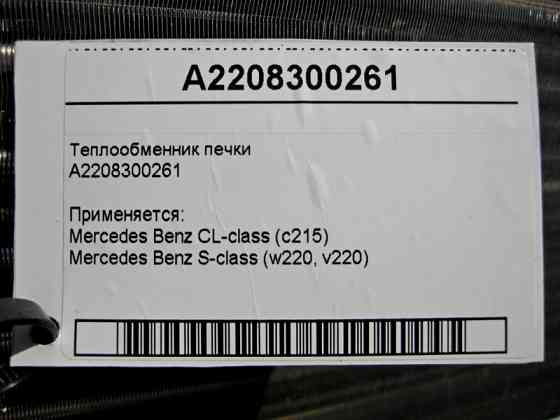 A2208300261
Теплообменник печки
A2208300261
Применяется:
Mercedes Benz CL-class (c215)
Mercedes Benz S-class (w220, v220)